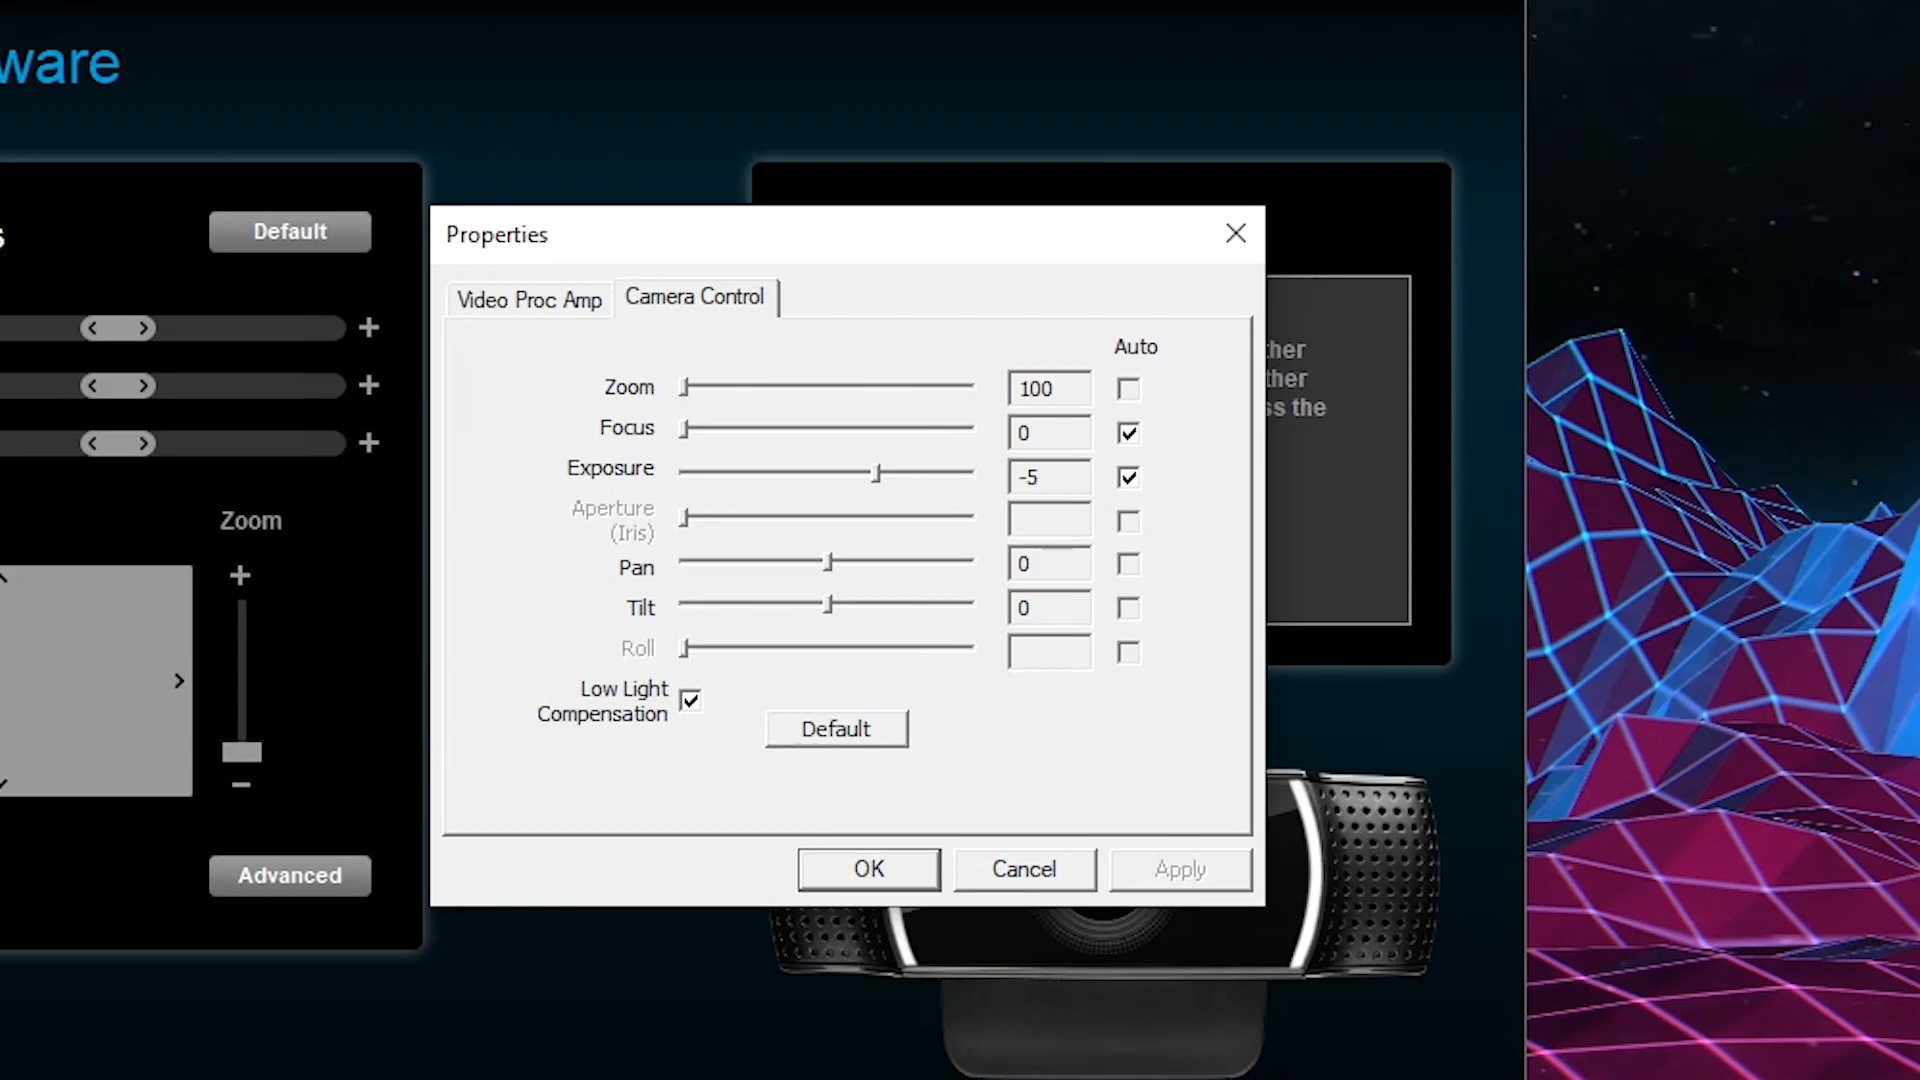 ware
s
Default
Zoom
Advanced
Properties
Video Proc Amp
Camera Control
Auto
Zoom
100
Focus
0
Exposure
-5
Aperture
(Iris)
Pan
0
Tilt
0
Roll
Low Light
Compensation
Default
OK
Cancel
Apply
ther
ther
ss the